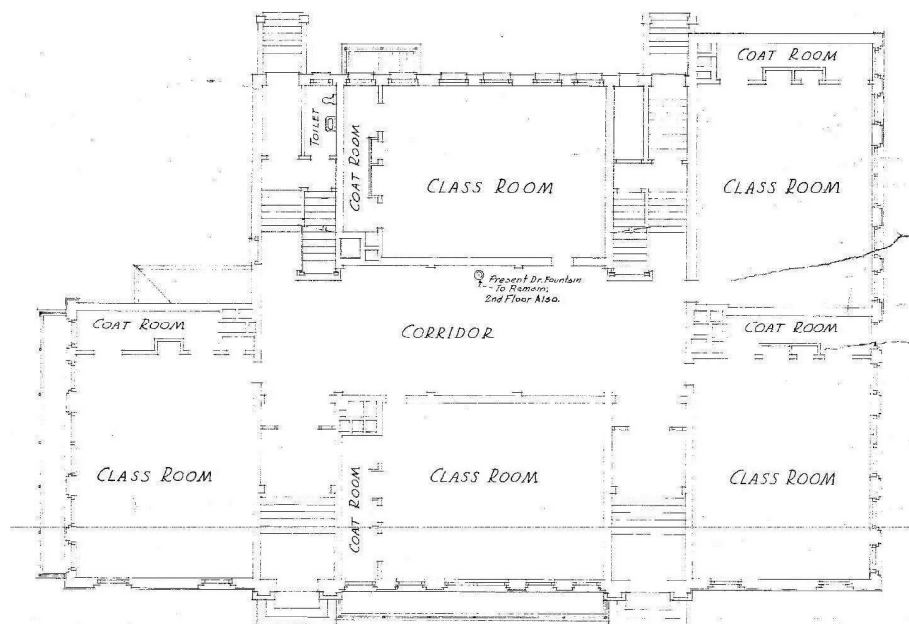 COAT ROOM
TOILET
COAT ROOM
CLASS ROOM
CLASS ROOM
Present Dr. Fountain
To Remain;
2nd Floor Also.
COAT ROOM
CORRIDOR
COAT ROOM
CLASS ROOM
COAT ROOM
CLASS ROOM
CLASS ROOM